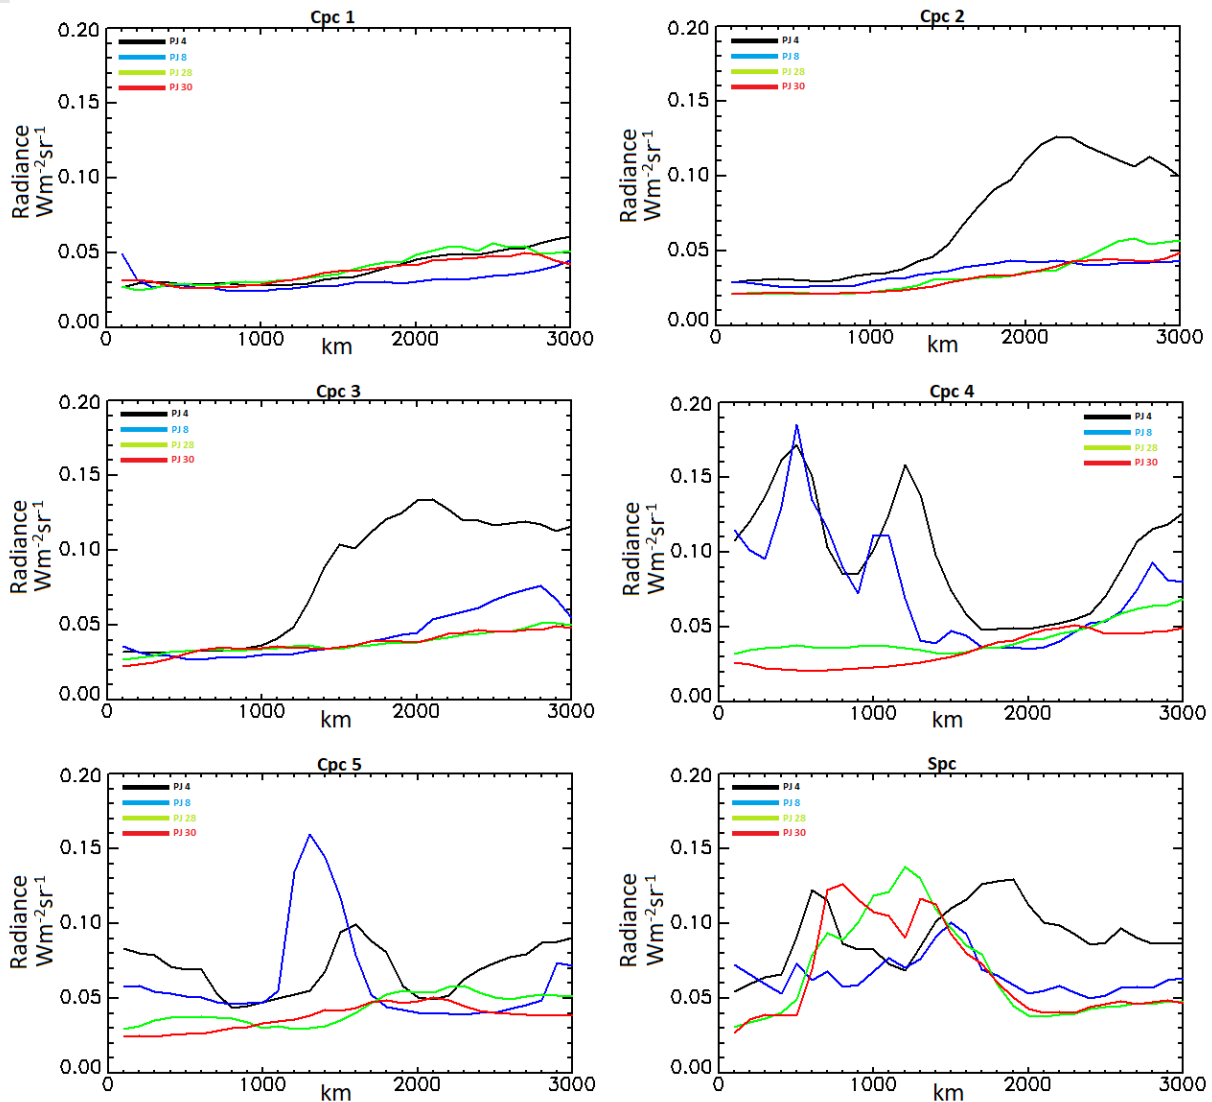 Cpc 1
0.20
0.15
0.10
0.05
0.00
Radiance
Wm-2sr-1
PJ 4
PJ 8
PJ 28
PJ 30
0 1000 2000 3000
km
Cpc 2
0.20
0.15
0.10
0.05
0.00
Radiance
Wm-2sr-1
PJ 4
PJ 8
PJ 28
PJ 30
0 1000 2000 3000
km
Cpc 3
0.20
0.15
0.10
0.05
0.00
Radiance
Wm-2sr-1
PJ 4
PJ 8
PJ 28
PJ 30
0 1000 2000 3000
km
Cpc 4
0.20
0.15
0.10
0.05
0.00
Radiance
Wm-2sr-1
PJ 4
PJ 8
PJ 28
PJ 30
0 1000 2000 3000
km
Cpc 5
0.20
0.15
0.10
0.05
0.00
Radiance
Wm-2sr-1
PJ 4
PJ 8
PJ 28
PJ 30
0 1000 2000 3000
km
Spc
0.20
0.15
0.10
0.05
0.00
Radiance
Wm-2sr-1
PJ 4
PJ 8
PJ 28
PJ 30
0 1000 2000 3000
km